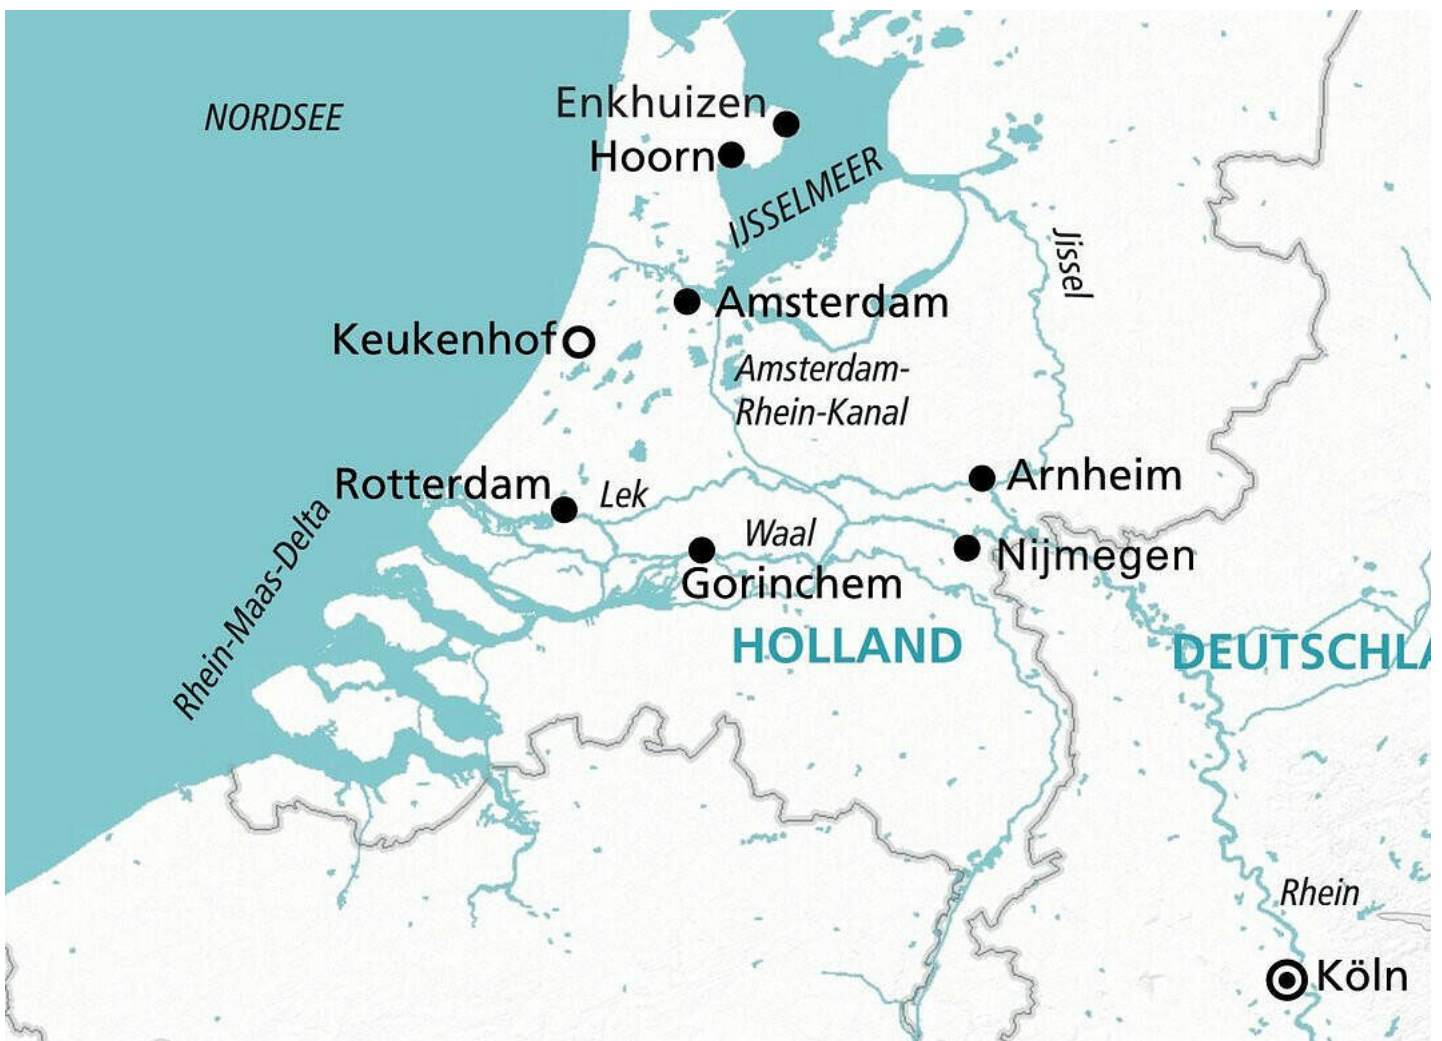 Enkhuizen
NORDSEE
Hoorn
IJSSELMEER
Jissel
Amsterdam
Keukenhof
Amsterdam-
Rhein-Kanal
Rotterdam
Lek
Arnheim
Waal
Nijmegen
Gorinchem
Rhein-Maas-Delta
HOLLAND
DEUTSCHLA
Rhein
Köln